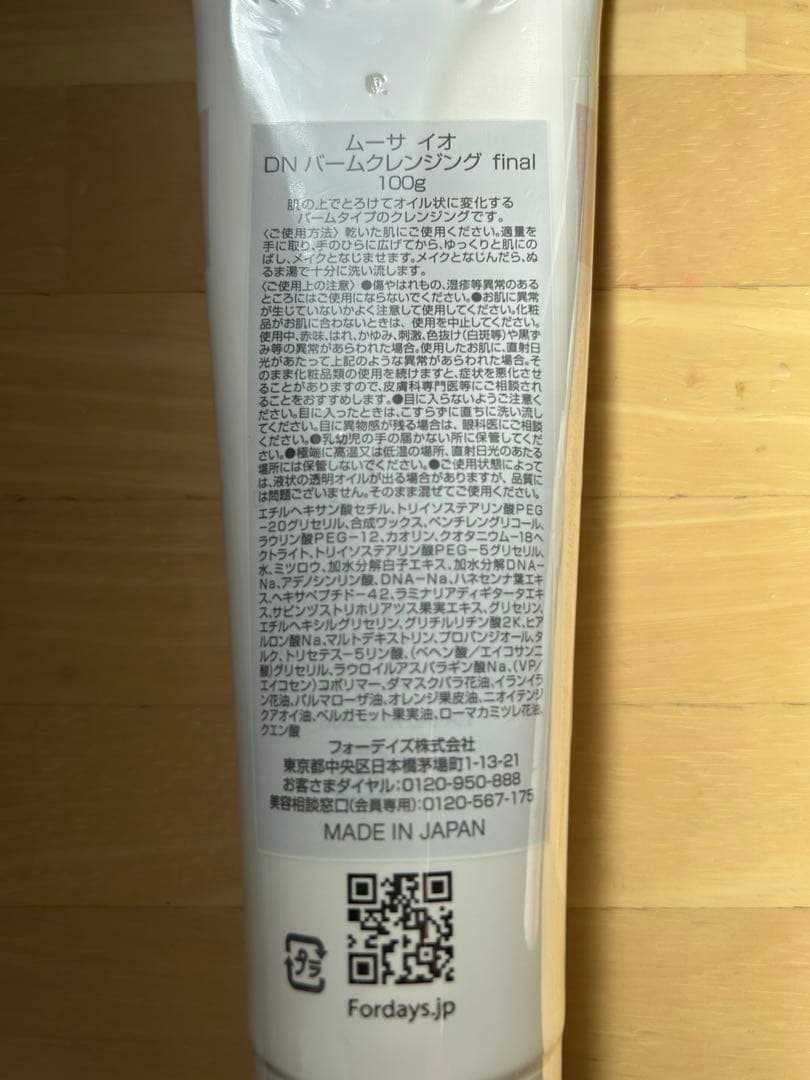 ムーサ イオ
DN バームクレンジング final
100g
肌の上でとろけてオイル状に変化する
バームタイプのクレンジングです。
〈ご使用方法〉乾いた肌にご使用ください。適量を
手に取り、手のひらに広げてから、ゆっくりと肌にの
ばし、メイクとなじませます。メイクとなじんだら、ぬ
るま湯で十分に洗い流します。
〈ご使用上の注意〉●傷やはれもの、湿疹等異常のある
ところにはご使用にならないでください。●お肌に異常
が生じていないかよく注意して使用してください。化粧
品がお肌に合わないときは、使用を中止してください。
使用中、赤味、はれ、かゆみ、刺激、色抜け(白斑等)や黒ず
み等の異常があらわれた場合。使用したお肌に、直射日
光があたって上記のような異常があらわれた場合。そ
のまま化粧品類の使用を続けますと、症状を悪化させ
ることがありますので、皮膚科専門医等にご相談され
ることをおすすめします。●目に入らないようご注意く
ださい。目に入ったときは、こすらずに直ちに洗い流し
てください。目に異物感が残る場合は、眼科医にご相談
ください。●乳幼児の手の届かない所に保管してくだ
さい。●極端に高温又は低温の場所、直射日光のあたる
場所には保管しないでください。●ご使用状態によって
は、液状の透明オイルが出る場合がありますが、品質に
は問題ございません。そのまま混ぜてご使用ください。
エチルヘキサン酸セチル、トリイソステアリン酸PEG
-20グリセリル、合成ワックス、ペンチレングリコール、
ラウリン酸PEG-12、カオリン、クオタニウム-18ヘ
クトライト、トリイソステアリン酸PEG-5グリセリル、
水、ミツロウ、加水分解白子エキス、加水分解DNA-
Na、アデノシンリン酸、DNA-Na、ハネセンナ葉エキ
ス、ヘキサペプチド-42、ラミナリアディギタータエキ
ス、サピンヅストリホリアツス果実エキス、グリセリン、
エチルヘキシルグリセリン、グリチルリチン酸2K、ヒア
ルロン酸Na、マルトデキストリン、プロパンジオール、タ
ルク、トリセテス-5リン酸、(ベヘン酸/エイコサン二
酸)グリセリル、ラウロイルアスパラギン酸Na、(VP/
エイコセン)コポリマー、ダマスクバラ花油、イランイラ
ン花油、パルマローザ油、オレンジ果皮油、ニオイテンジ
クアオイ油、ベルガモット果実油、ローマカミツレ花油、
クエン酸
フォーデイズ株式会社
東京都中央区日本橋茅場町1-13-21
お客さまダイヤル:0120-950-888
美容相談窓口(会員専用):0120-567-175
MADE IN JAPAN
プラ
Fordays.jp